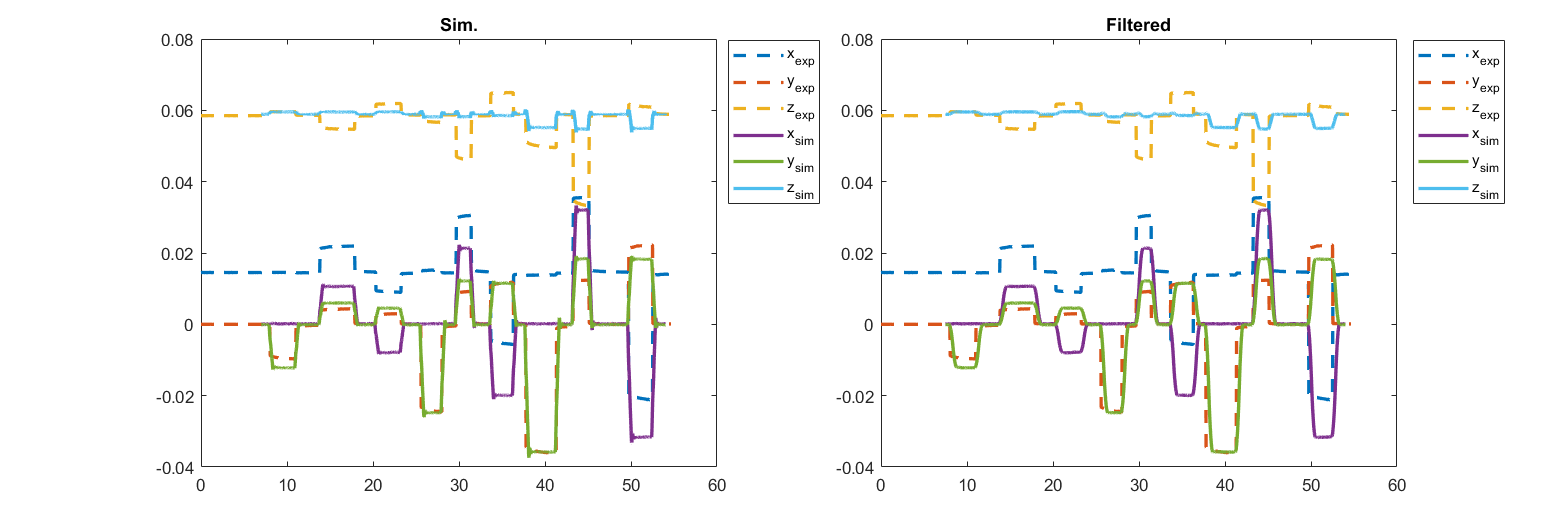 Sim.
0.08
0.06
0.04
0.02
0
-0.02
-0.04
0 10 20 30 40 50 60
x_exp
y_exp
z_exp
x_sim
y_sim
z_sim
Filtered
0.08
0.06
0.04
0.02
0
-0.02
-0.04
0 10 20 30 40 50 60
x_exp
y_exp
z_exp
x_sim
y_sim
z_sim